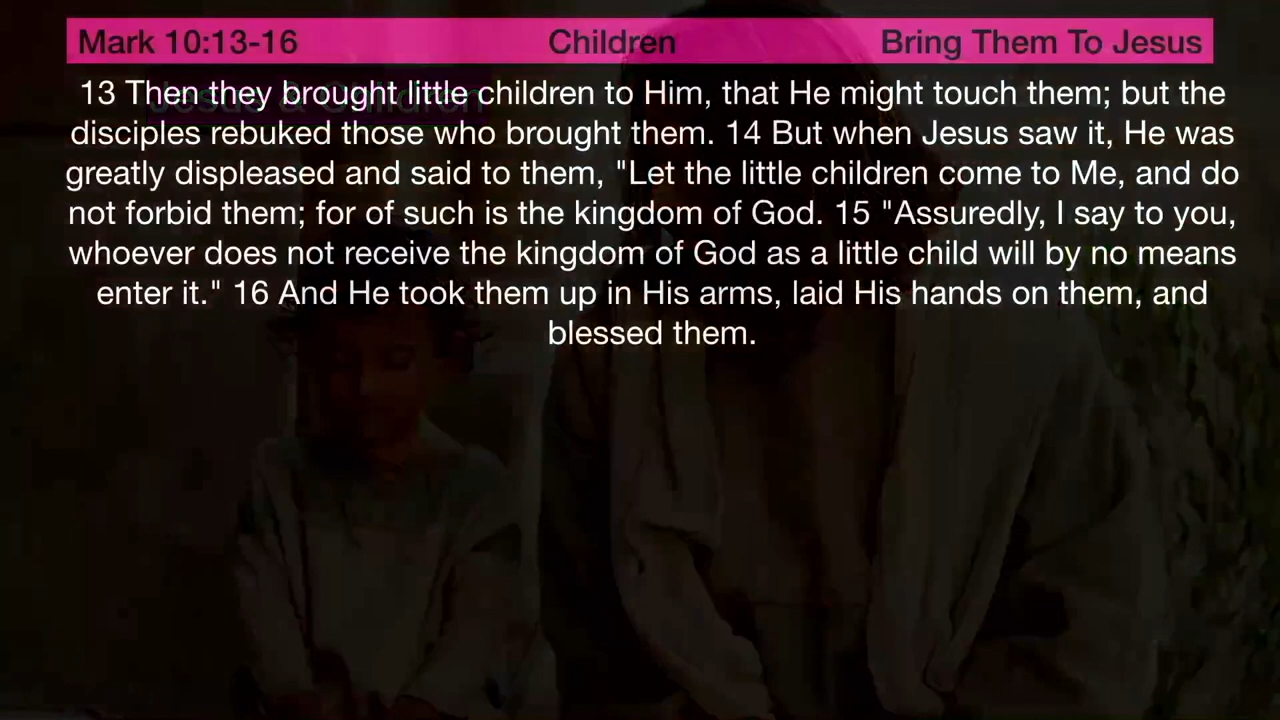 Mark 10:13-16 Children Bring Them To Jesus
Jesus & Children
13 Then they brought little children to Him, that He might touch them; but the
disciples rebuked those who brought them. 14 But when Jesus saw it, He was
greatly displeased and said to them, "Let the little children come to Me, and do
not forbid them; for of such is the kingdom of God. 15 "Assuredly, I say to you,
whoever does not receive the kingdom of God as a little child will by no means
enter it." 16 And He took them up in His arms, laid His hands on them, and
blessed them.